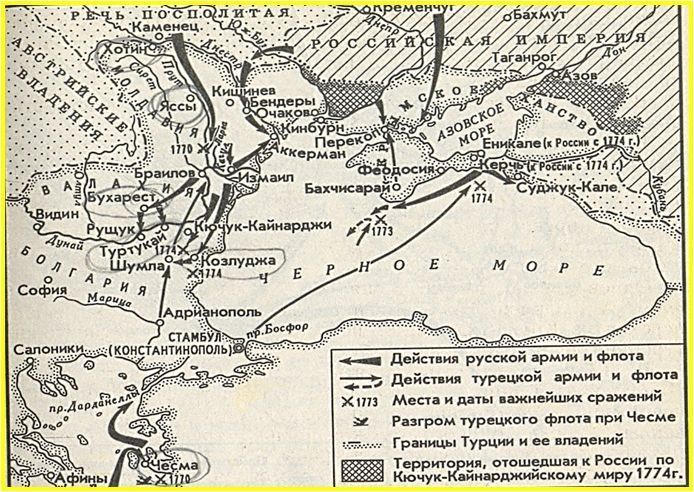 РЕЧЬ ПОСПОЛИТАЯ
Каменец
Кременчуг
Бахмут
Днепр
Юж. Буг
Хотин
АВСТРИЙСКИЕ
ВЛАДЕНИЯ
РОССИЙСКАЯ ИМПЕРИЯ
Таганрог
Дон
Азов
Днестр
Прут
Сирет
МОЛДАВИЯ
Яссы
Кишинев
Бендеры
Очаково
Кинбурн
Аккерман
Перекоп
КРЫМСКОЕ
ХАНСТВО
АЗОВСКОЕ
МОРЕ
Еникале (к России с 1774 г.)
Керчь (к России с 1774 г.)
Феодосия
Суджук-Кале
Бахчисарай
Кубань
1770
Ларга
Кагул
Браилов
Измаил
ВАЛАХИЯ
Бухарест
Видин
Рущук
Дунай
Туртукай
Кючук-Кайнарджи
1774
1774
1773
Шумла
Козлуджа
1774
БОЛГАРИЯ
София
Марица
Адрианополь
ЧЕРНОЕ МОРЕ
Салоники
СТАМБУЛ
(КОНСТАНТИНОПОЛЬ)
пр. Босфор
пр. Дарданеллы
Афины
Чесма
1770
Действия русской армии и флота
Действия турецкой армии и флота
1773 Места и даты важнейших сражений
Разгром турецкого флота при Чесме
Границы Турции и ее владений
Территория, отошедшая к России по
Кючук-Кайнарджийскому миру 1774г.